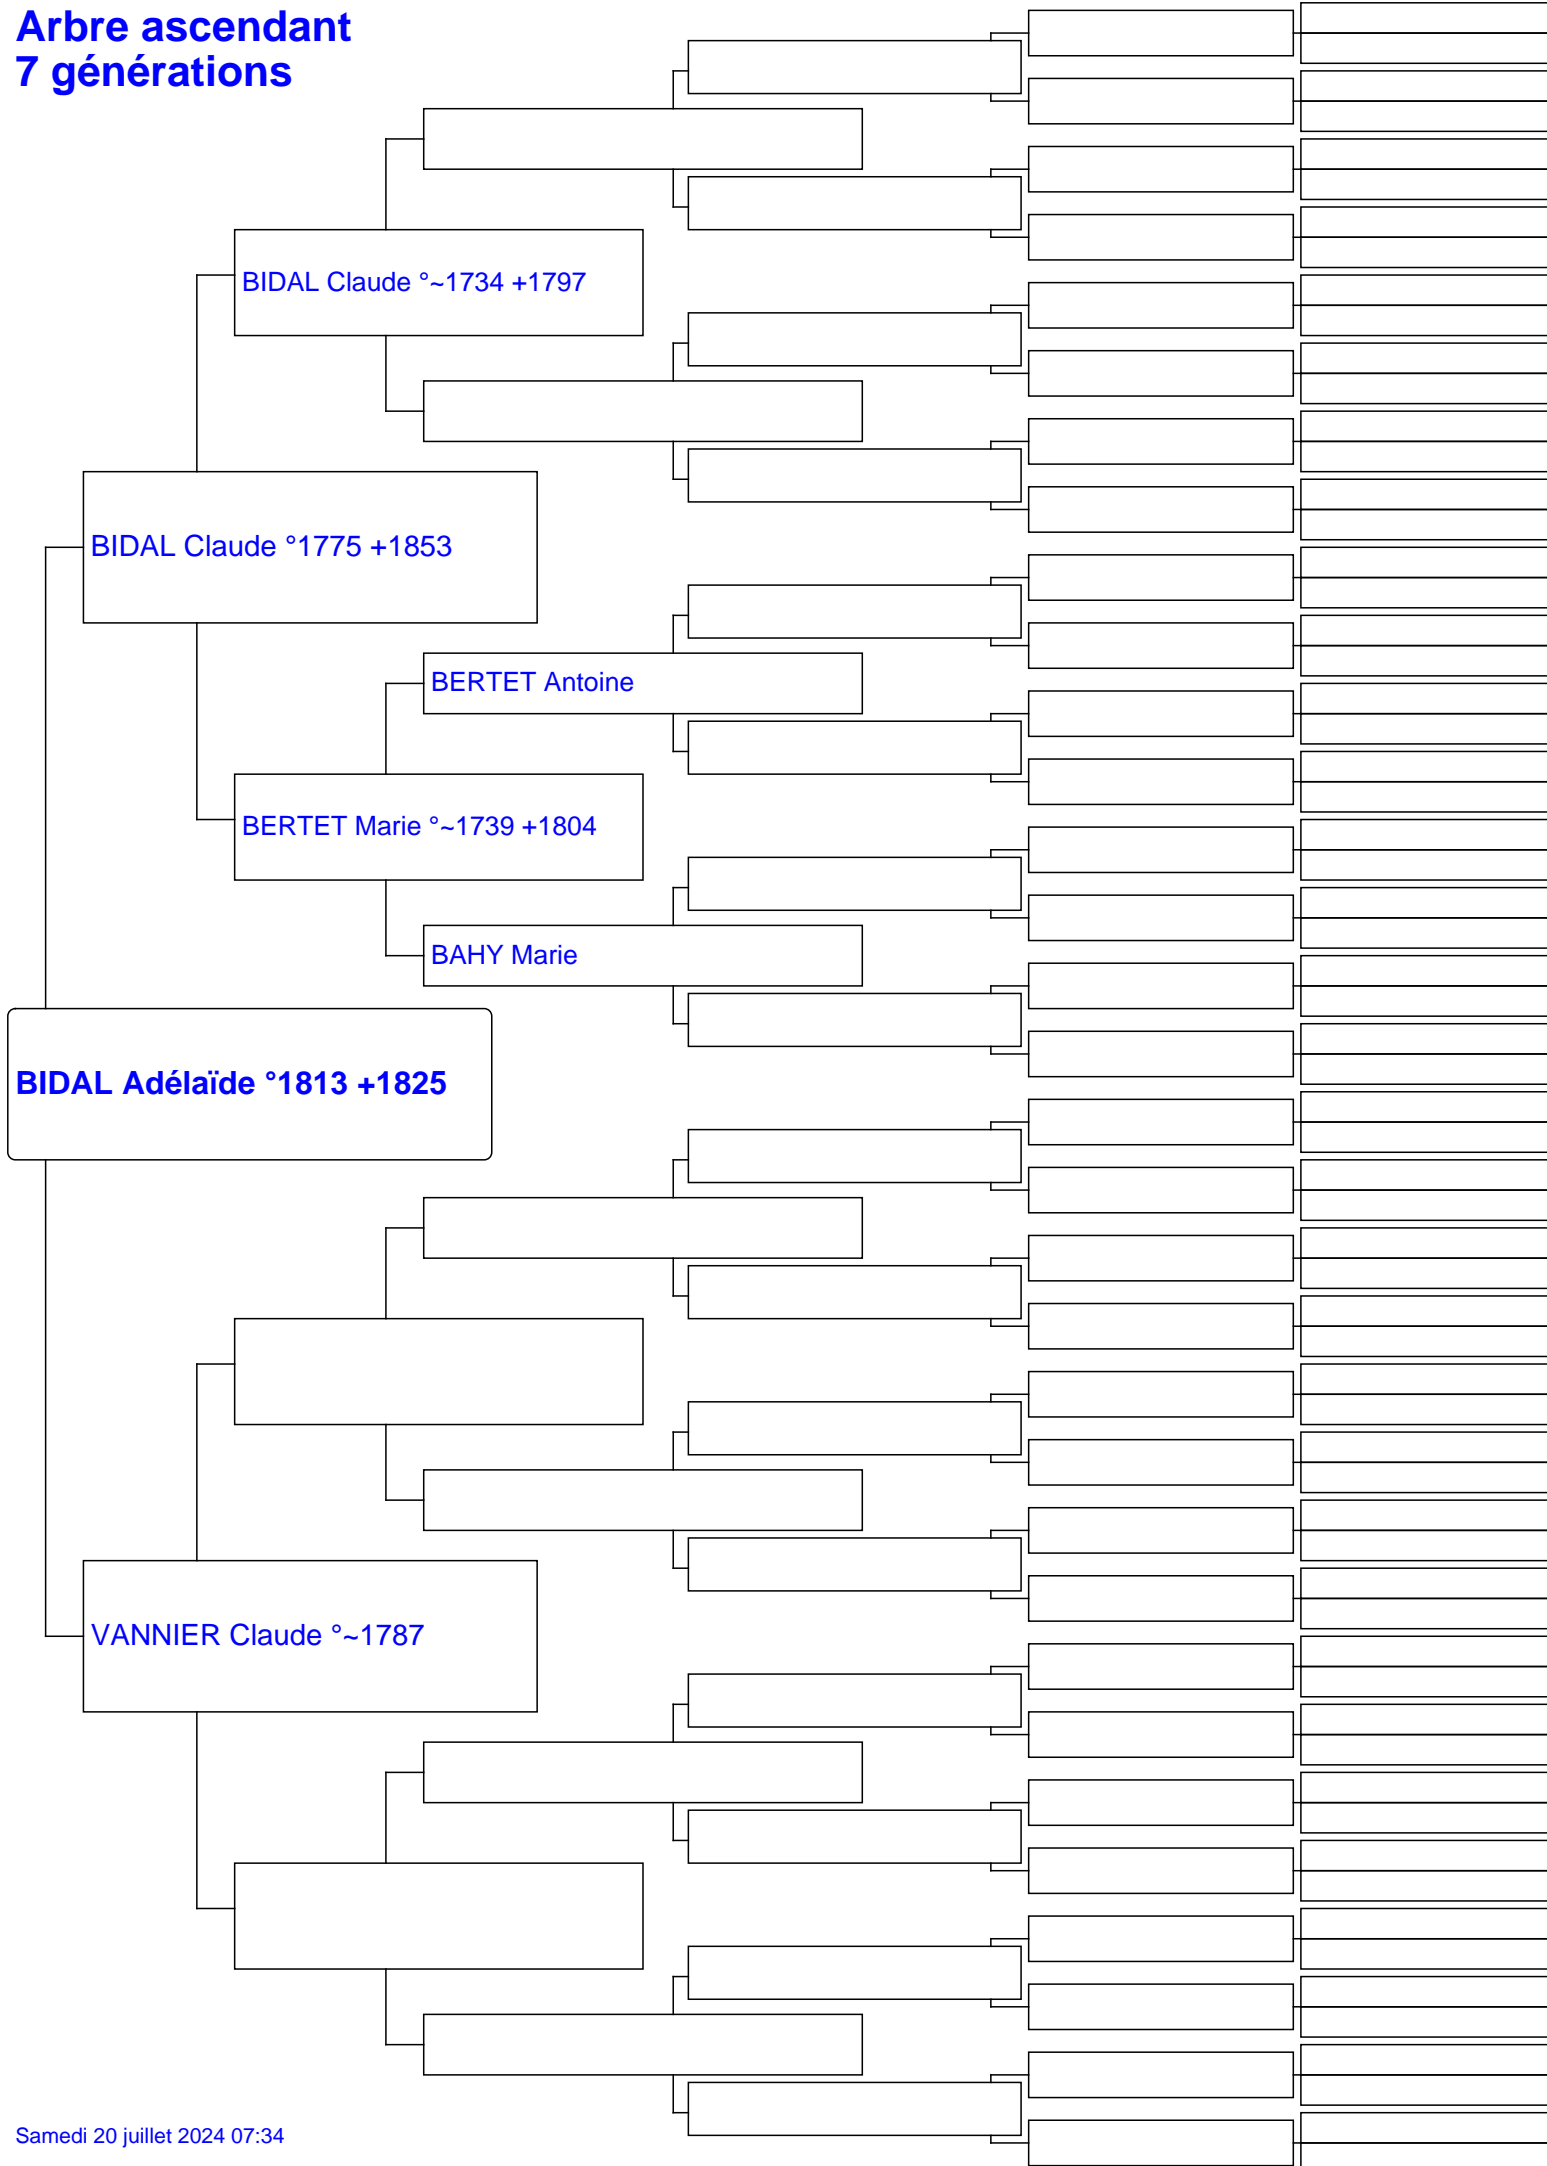 Arbre ascendant
7 générations
BIDAL Claude °~1734 +1797
BIDAL Claude °1775 +1853
BERTET Antoine
BERTET Marie °~1739 +1804
BAHY Marie
BIDAL Adélaïde °1813 +1825
VANNIER Claude °~1787
Samedi 20 juillet 2024 07:34